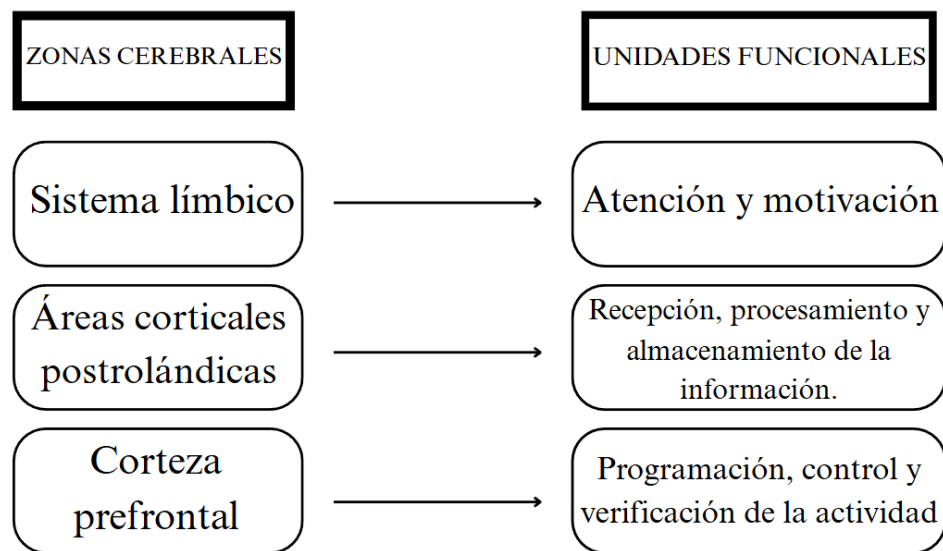 ZONAS CEREBRALES
UNIDADES FUNCIONALES
Sistema límbico
Atención y motivación
Áreas corticales
postrolándicas
Recepción, procesamiento y
almacenamiento de la
información.
Corteza
prefrontal
Programación, control y
verificación de la actividad